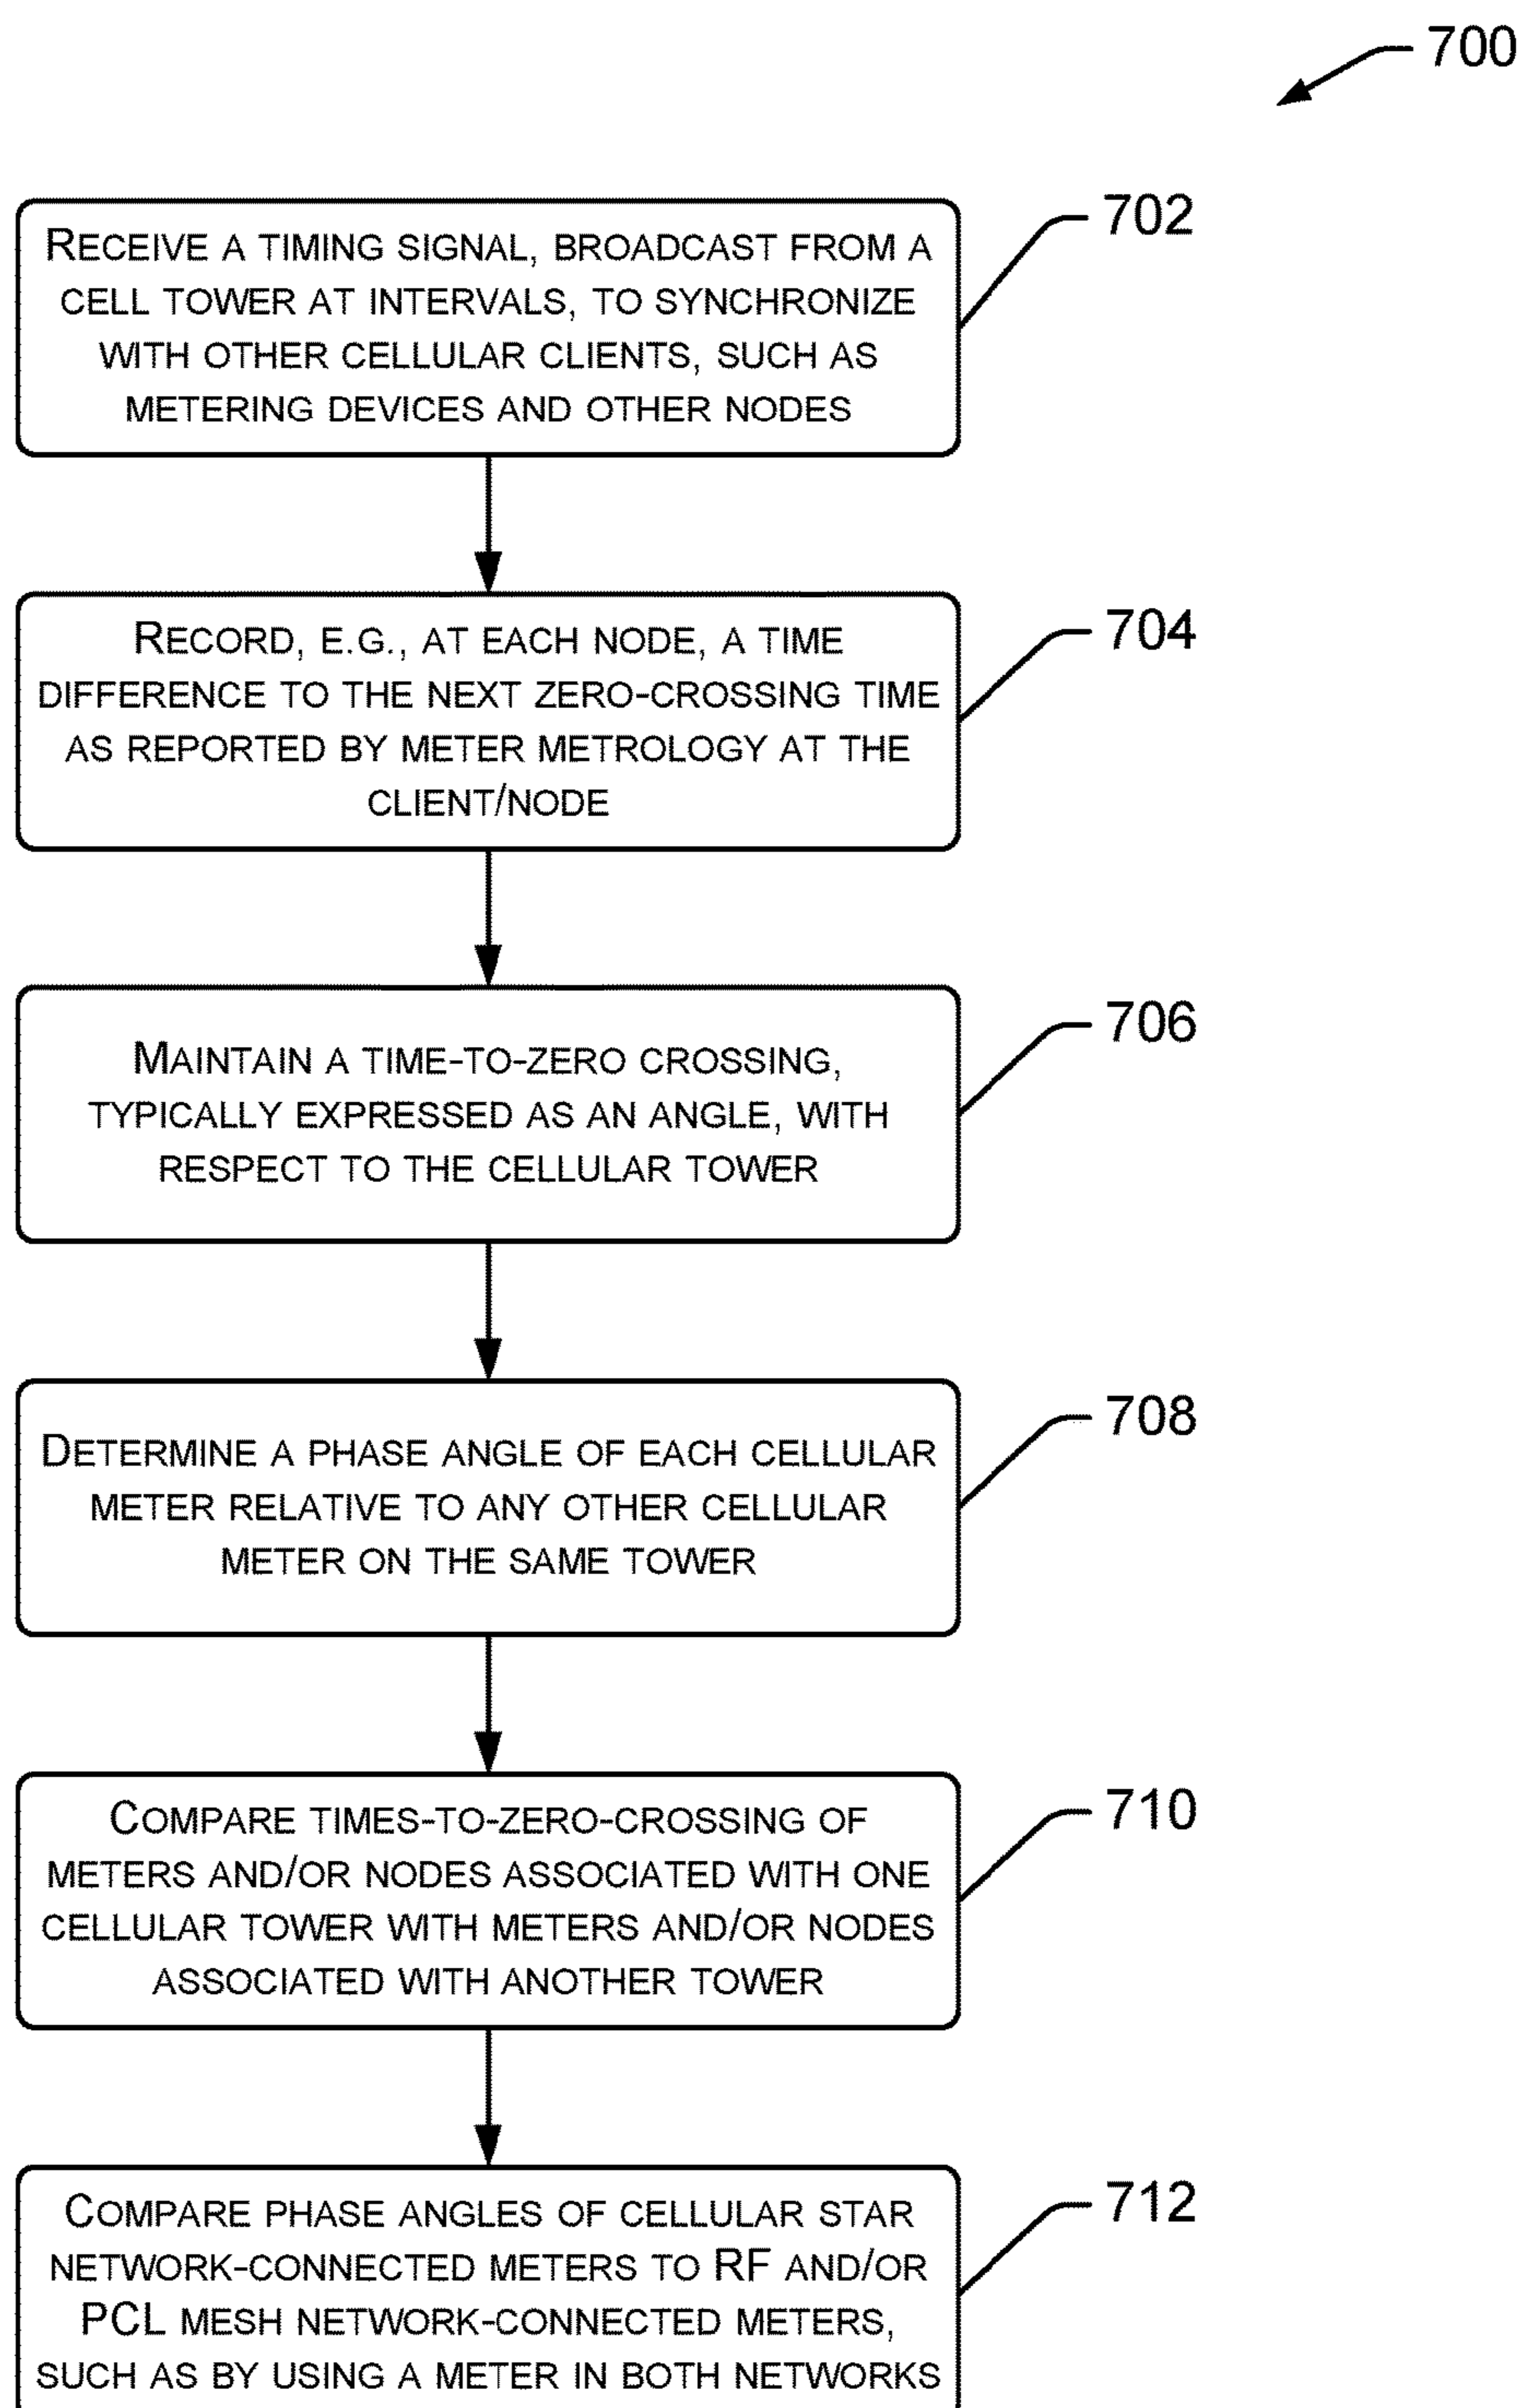 700
702
RECEIVE A TIMING SIGNAL, BROADCAST FROM A
CELL TOWER AT INTERVALS, TO SYNCHRONIZE
WITH OTHER CELLULAR CLIENTS, SUCH AS
METERING DEVICES AND OTHER NODES
704
RECORD, E.G., AT EACH NODE, A TIME
DIFFERENCE TO THE NEXT ZERO-CROSSING TIME
AS REPORTED BY METER METROLOGY AT THE
CLIENT/NODE
706
MAINTAIN A TIME-TO-ZERO CROSSING,
TYPICALLY EXPRESSED AS AN ANGLE, WITH
RESPECT TO THE CELLULAR TOWER
708
DETERMINE A PHASE ANGLE OF EACH CELLULAR
METER RELATIVE TO ANY OTHER CELLULAR
METER ON THE SAME TOWER
710
COMPARE TIMES-TO-ZERO-CROSSING OF
METERS AND/OR NODES ASSOCIATED WITH ONE
CELLULAR TOWER WITH METERS AND/OR NODES
ASSOCIATED WITH ANOTHER TOWER
712
COMPARE PHASE ANGLES OF CELLULAR STAR
NETWORK-CONNECTED METERS TO RF AND/OR
PCL MESH NETWORK-CONNECTED METERS,
SUCH AS BY USING A METER IN BOTH NETWORKS